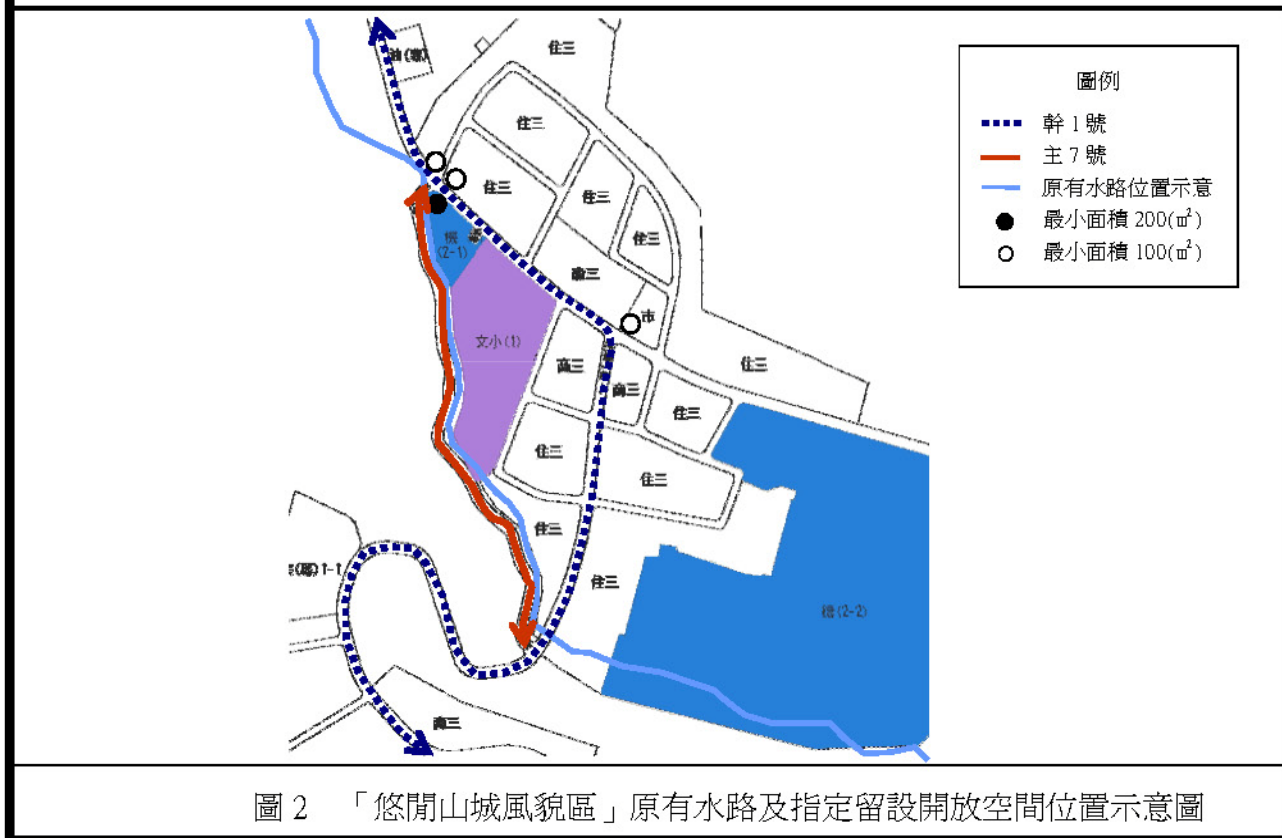 住三
油(專)
住三
住三
住三
住三
機
(2-1)
商三
市
文小(1)
商三
住三
商三
住三
住三
住三
住三
住三
機(2-2)
商三
圖例
幹1號
主7號
原有水路位置示意
最小面積 200(㎡)
最小面積 100(㎡)
圖 2 「悠閒山城風貌區」原有水路及指定留設開放空間位置示意圖